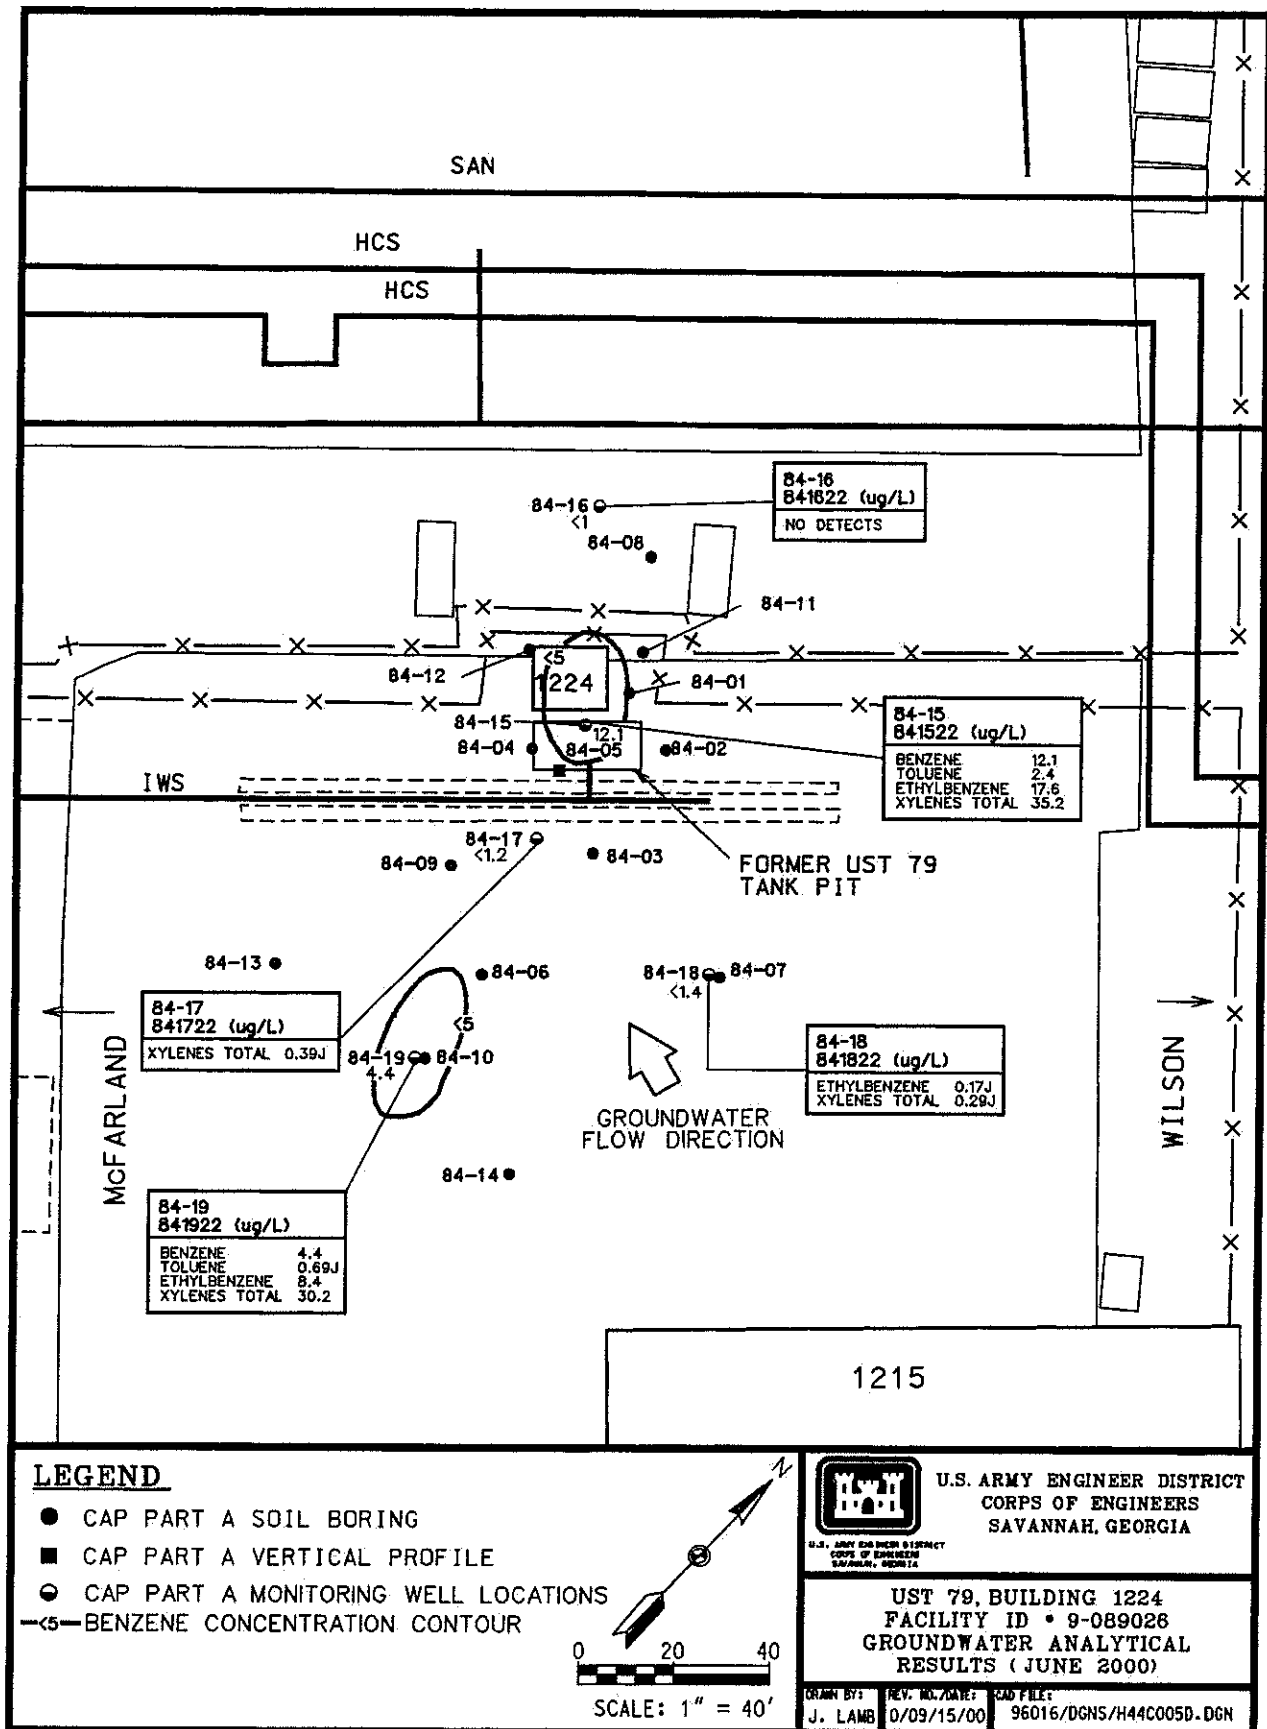 SAN
HCS
HCS
84-16
841622 (ug/L)
NO DETECTS
84-16
<1
84-08
84-11
84-12
<5
1224
84-01
84-15
12.1
84-04
84-05
84-02
84-15
841522 (ug/L)
BENZENE 12.1
TOLUENE 2.4
ETHYLBENZENE 17.6
XYLENES TOTAL 35.2
IWS
84-17
<1.2
84-09
84-03
FORMER UST 79
TANK PIT
84-13
84-06
84-18
84-07
<1.4
84-17
841722 (ug/L)
XYLENES TOTAL 0.39J
<5
84-19
84-10
4.4
84-18
841822 (ug/L)
ETHYLBENZENE 0.17J
XYLENES TOTAL 0.29J
McFARLAND
WILSON
GROUNDWATER
FLOW DIRECTION
84-14
84-19
841922 (ug/L)
BENZENE 4.4
TOLUENE 0.69J
ETHYLBENZENE 8.4
XYLENES TOTAL 30.2
1215
LEGEND
CAP PART A SOIL BORING
CAP PART A VERTICAL PROFILE
CAP PART A MONITORING WELL LOCATIONS
<5 BENZENE CONCENTRATION CONTOUR
N
0 20 40
SCALE: 1" = 40'
U.S. ARMY ENGINEER DISTRICT
CORPS OF ENGINEERS
SAVANNAH, GEORGIA
U.S. ARMY ENGINEER DISTRICT
CORPS OF ENGINEERS
SAVANNAH, GEORGIA
UST 79, BUILDING 1224
FACILITY ID • 9-089026
GROUNDWATER ANALYTICAL
RESULTS (JUNE 2000)
DRAWN BY:
J. LAMB
REV. NO./DATE:
0/09/15/00
CAD FILE:
96016/DGNS/H44C005D.DGN